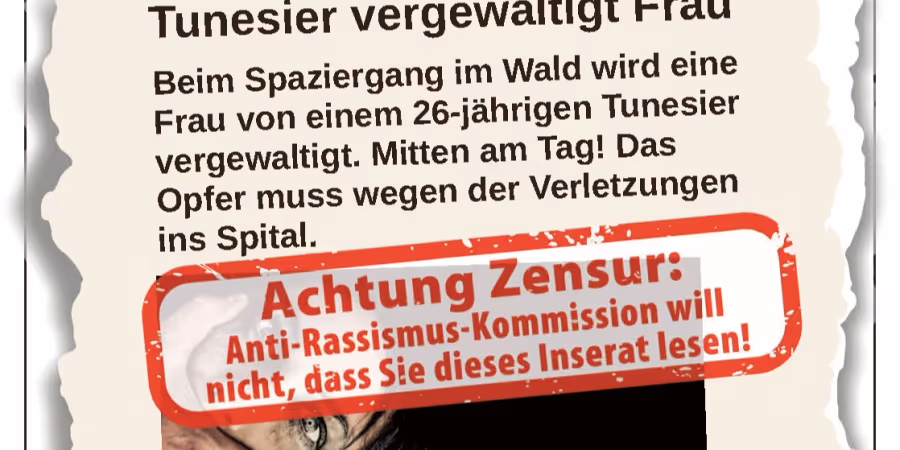 Tunesier vergewaltigt Frau
Beim Spaziergang im Wald wird eine
Frau von einem 26-jährigen Tunesier
vergewaltigt. Mitten am Tag! Das
Opfer muss wegen der Verletzungen
ins Spital.
Achtung Zensur:
Anti-Rassismus-Kommission will
nicht, dass Sie dieses Inserat lesen!